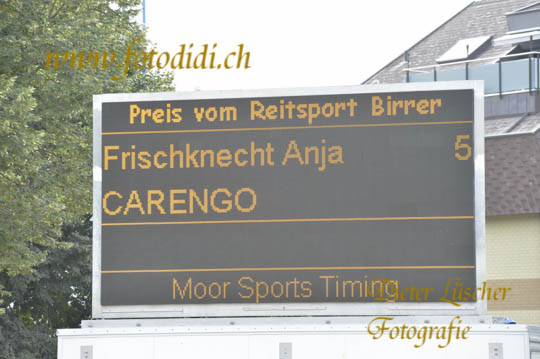 www.fotodidi.ch
Preis vom Reitsport Birrer
Frischknecht Anja 5
CARENGO
Moor Sports Timing
Dieter Lüscher
Fotografie